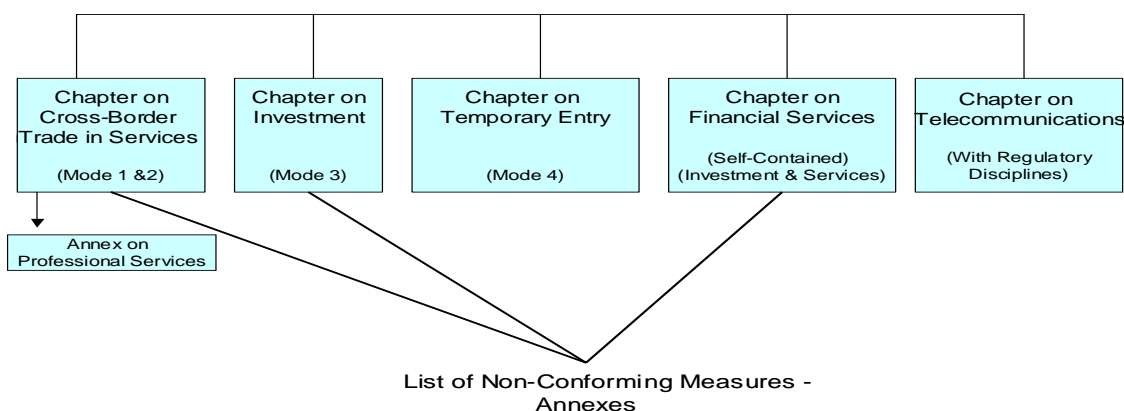 Chapter on
Cross-Border
Trade in Services
(Mode 1 &2)
Chapter on
Investment
(Mode 3)
Chapter on
Temporary Entry
(Mode 4)
Chapter on
Financial Services
(Self-Contained)
(Investment & Services)
Chapter on
Telecommunications
(With Regulatory
Disciplines)
Annex on
Professional Services
List of Non-Conforming Measures -
Annexes